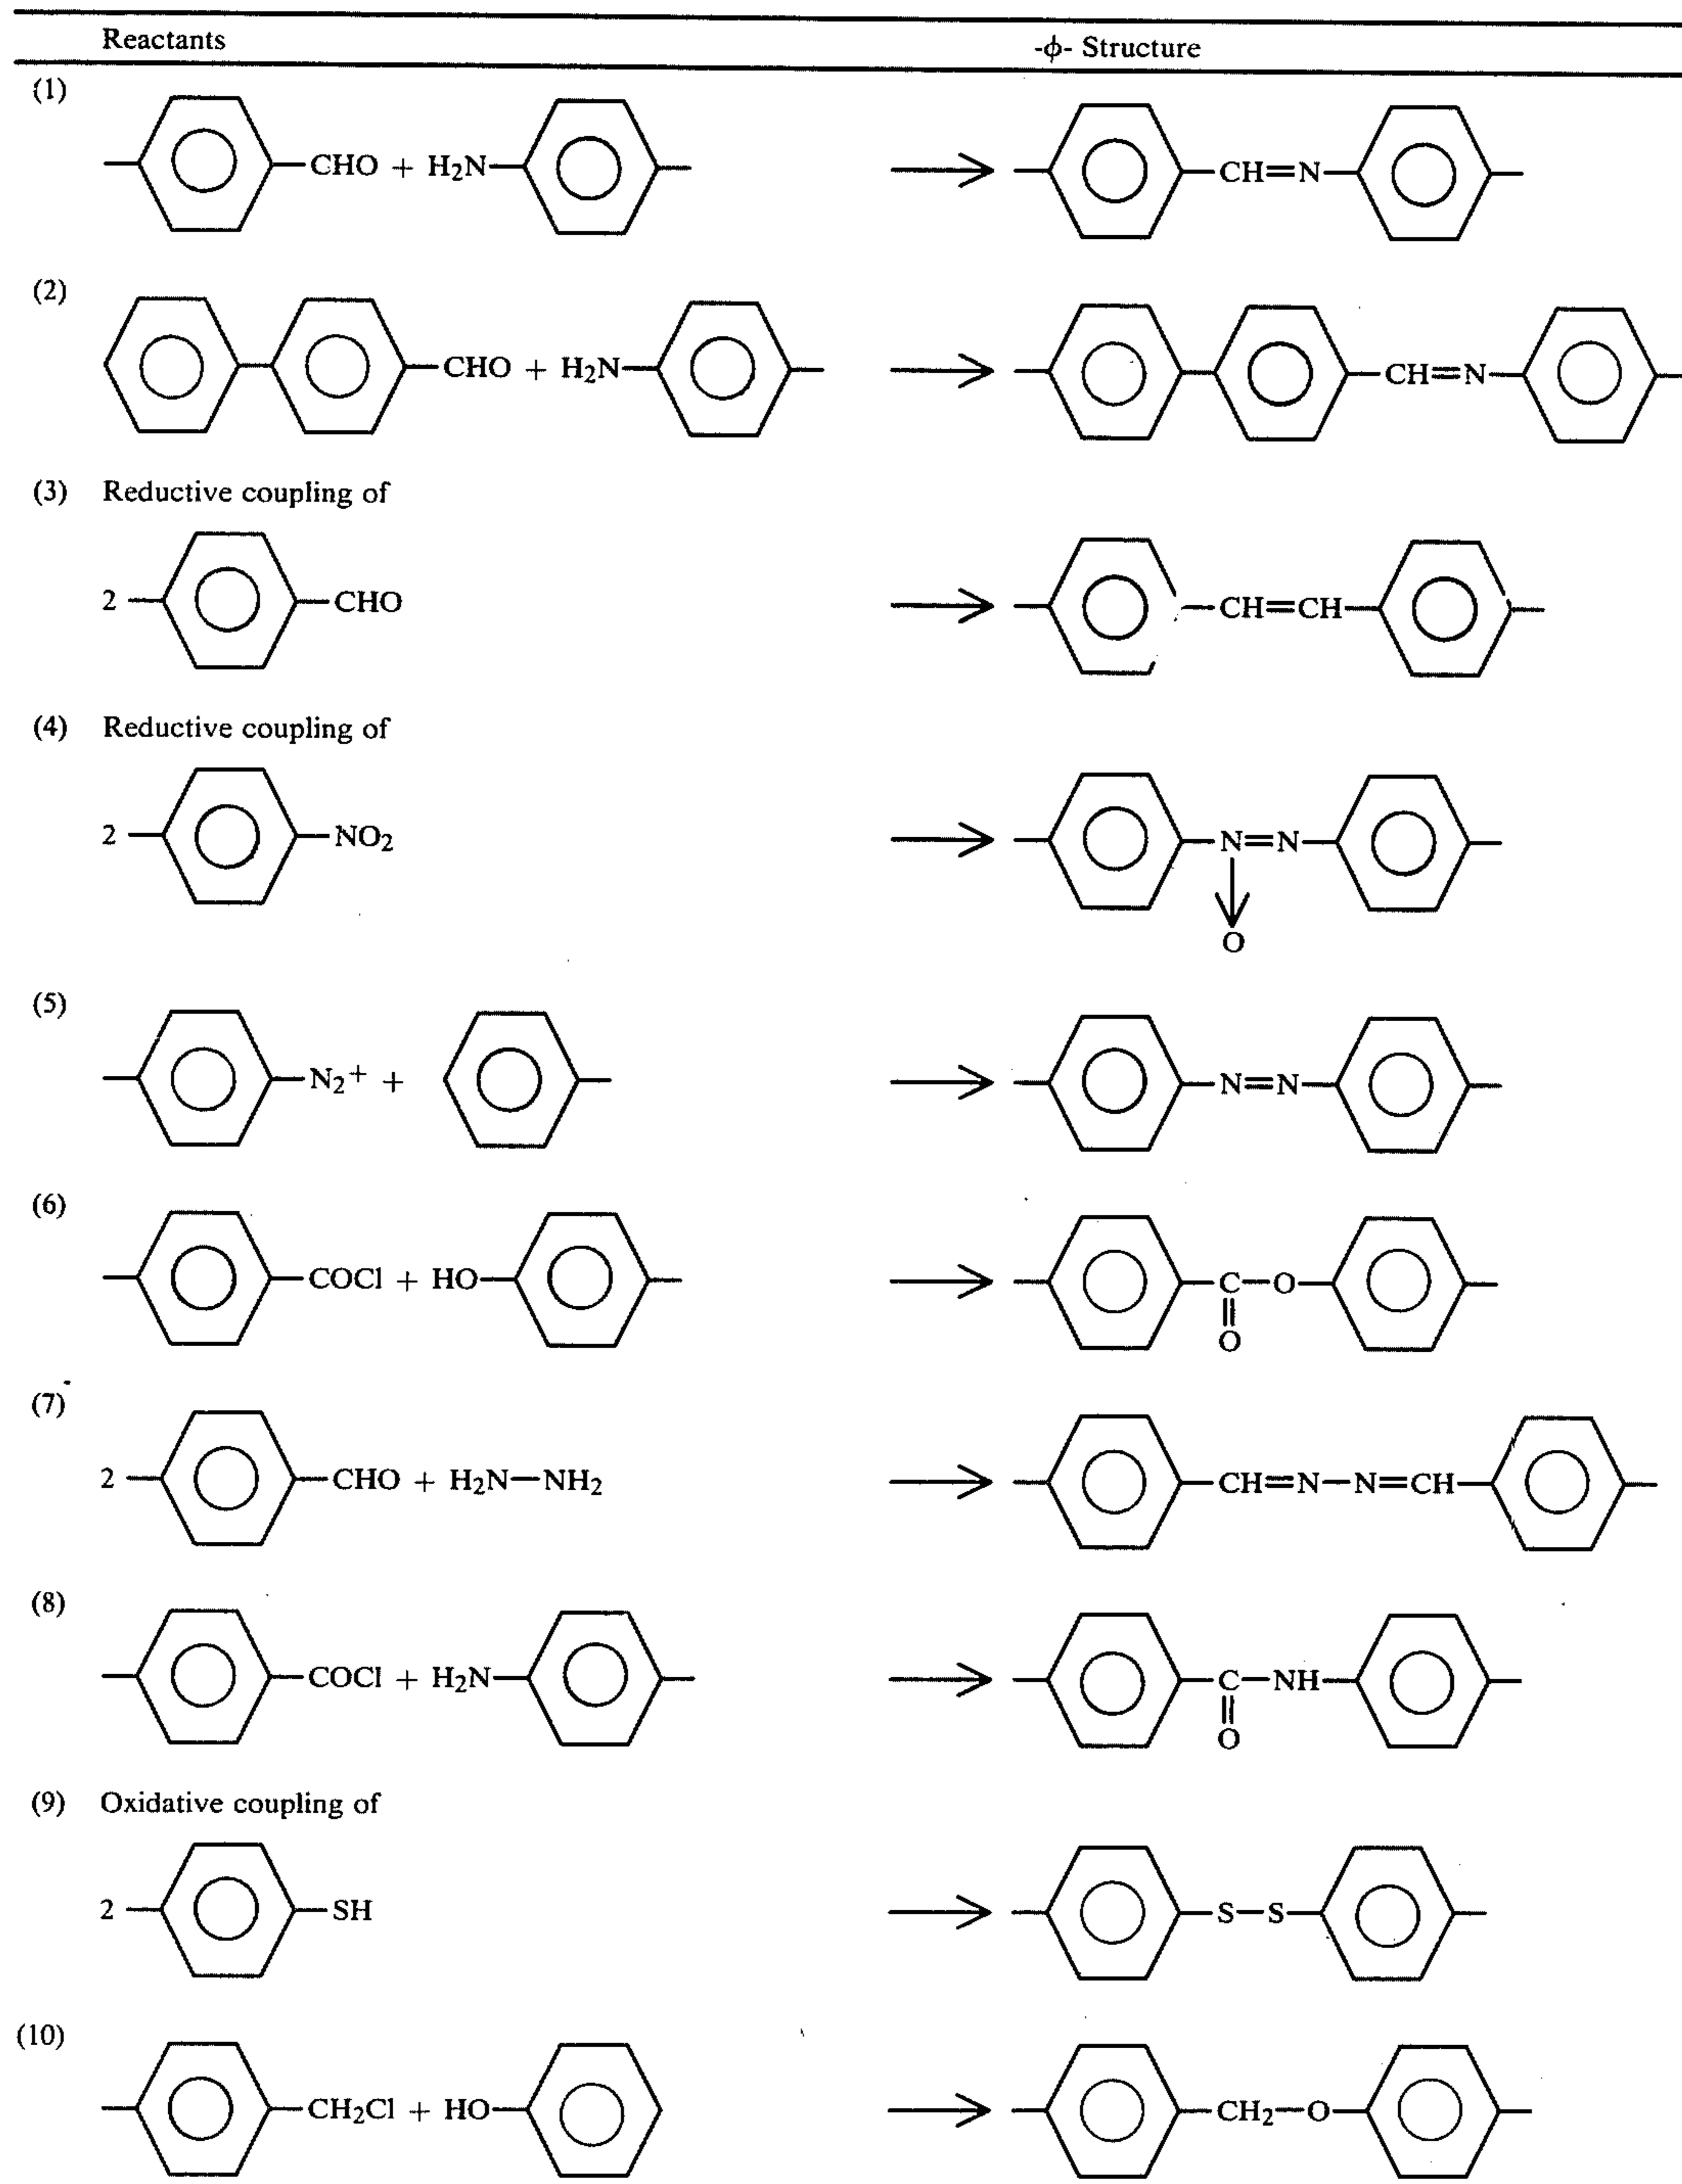 Reactants -ϕ- Structure
(1)
CHO + H2N CH=N
(2)
CHO + H2N CH=N
(3) Reductive coupling of
2 CHO CH=CH
(4) Reductive coupling of
2 NO2 N=N
O
(5)
N2+ + N=N
(6)
COCl + HO C—O
O
(7)
2 CHO + H2N—NH2 CH=N—N=CH
(8)
COCl + H2N C—NH
O
(9) Oxidative coupling of
2 SH S—S
(10)
CH2Cl + HO CH2—O